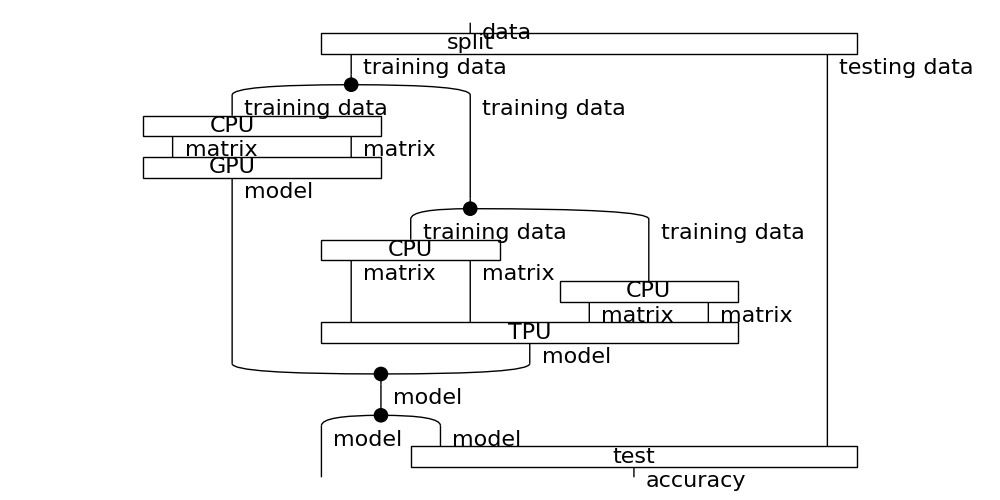 data
split
training data
testing data
training data
training data
CPU
matrix
matrix
GPU
model
training data
training data
CPU
matrix
matrix
CPU
matrix
matrix
TPU
model
model
model
model
test
accuracy